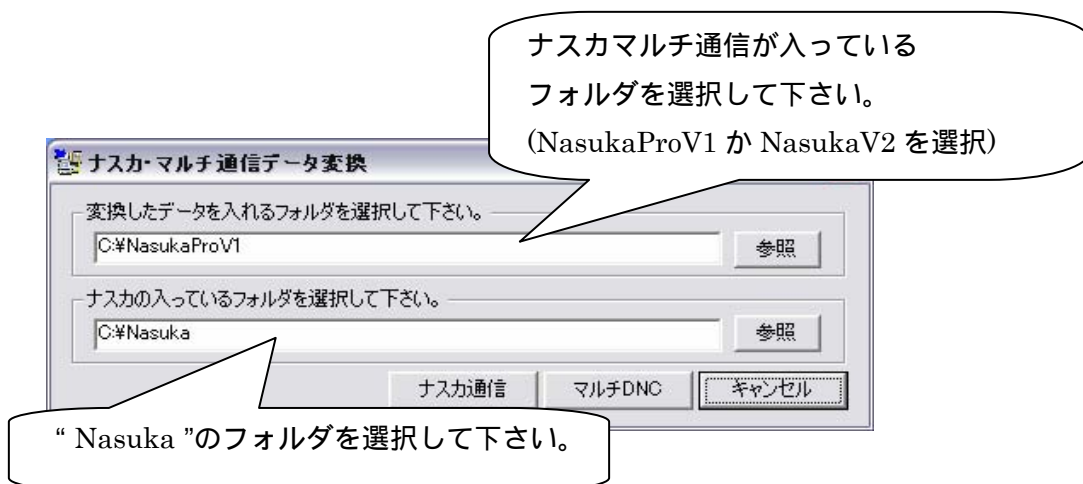 ナスカマルチ通信が入っている
フォルダを選択して下さい。
(NasukaProV1 か NasukaV2 を選択)
ナスカ・マルチ通信データ変換
変換したデータを入れるフォルダを選択して下さい。
C:¥NasukaProV1
参照
ナスカの入っているフォルダを選択して下さい。
C:¥Nasuka
参照
ナスカ通信 マルチDNC キャンセル
“ Nasuka ”のフォルダを選択して下さい。